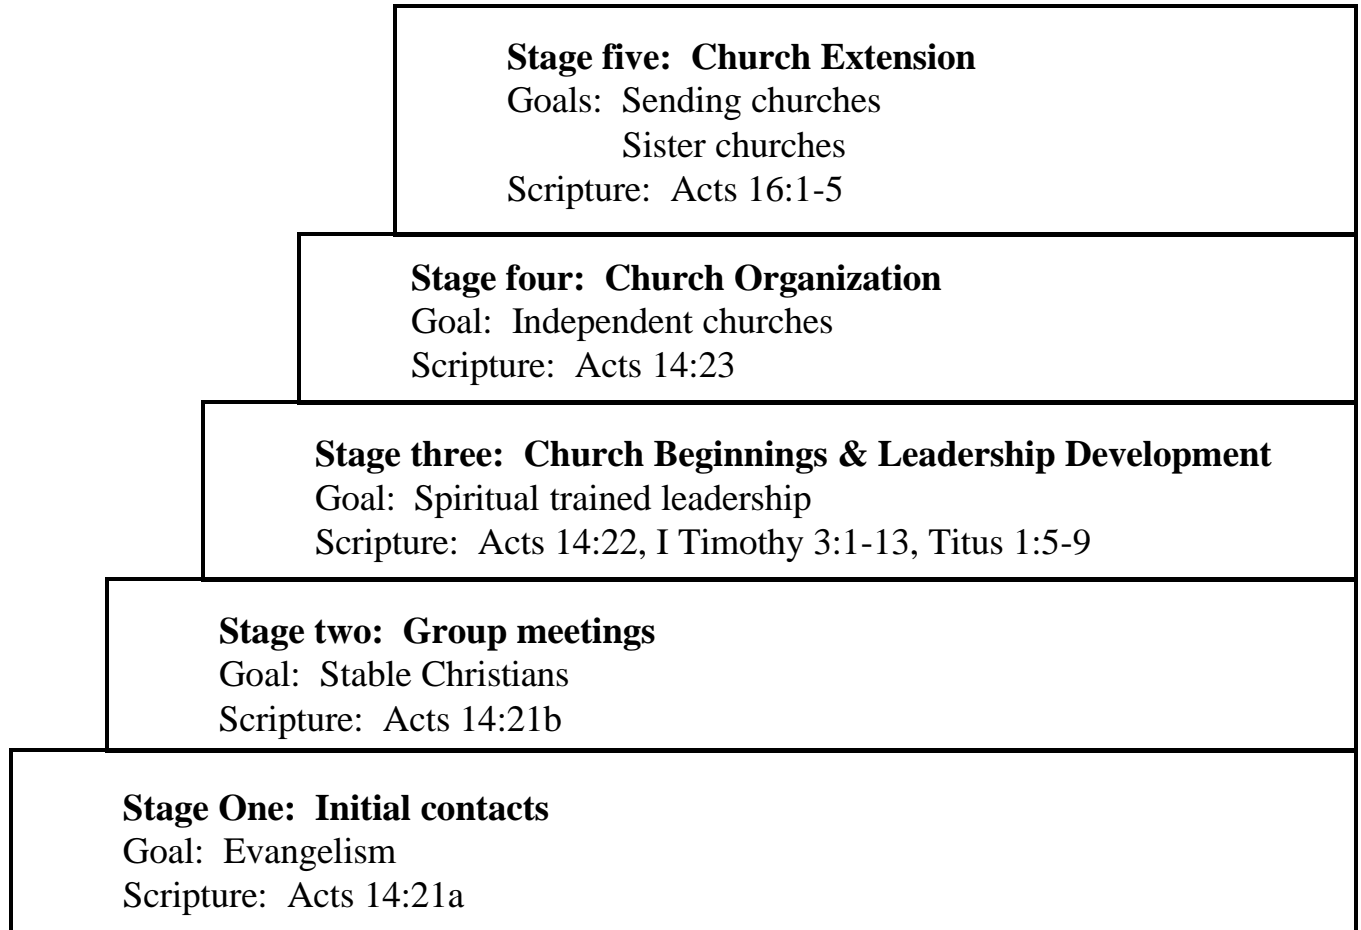 Stage five:  Church Extension
Goals:  Sending churches
Sister churches
Scripture:  Acts 16:1-5
Stage four:  Church Organization
Goal:  Independent churches
Scripture:  Acts 14:23
Stage three:  Church Beginnings & Leadership Development
Goal:  Spiritual trained leadership
Scripture:  Acts 14:22, I Timothy 3:1-13, Titus 1:5-9
Stage two:  Group meetings
Goal:  Stable Christians
Scripture:  Acts 14:21b
Stage One:  Initial contacts
Goal:  Evangelism
Scripture:  Acts 14:21a